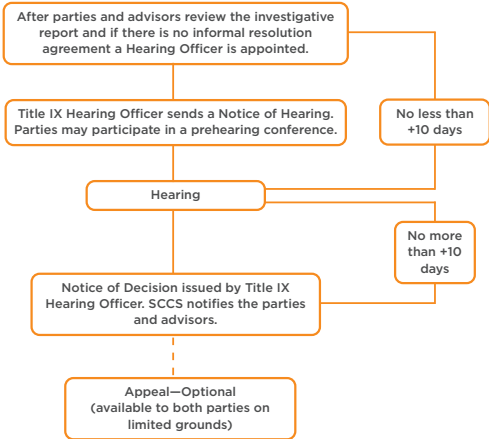 After parties and advisors review the investigative
report and if there is no informal resolution
agreement a Hearing Officer is appointed.
Title IX Hearing Officer sends a Notice of Hearing.
Parties may participate in a prehearing conference.
No less than
+10 days
Hearing
No more
than +10
days
Notice of Decision issued by Title IX
Hearing Officer. SCCS notifies the parties
and advisors.
Appeal—Optional
(available to both parties on
limited grounds)